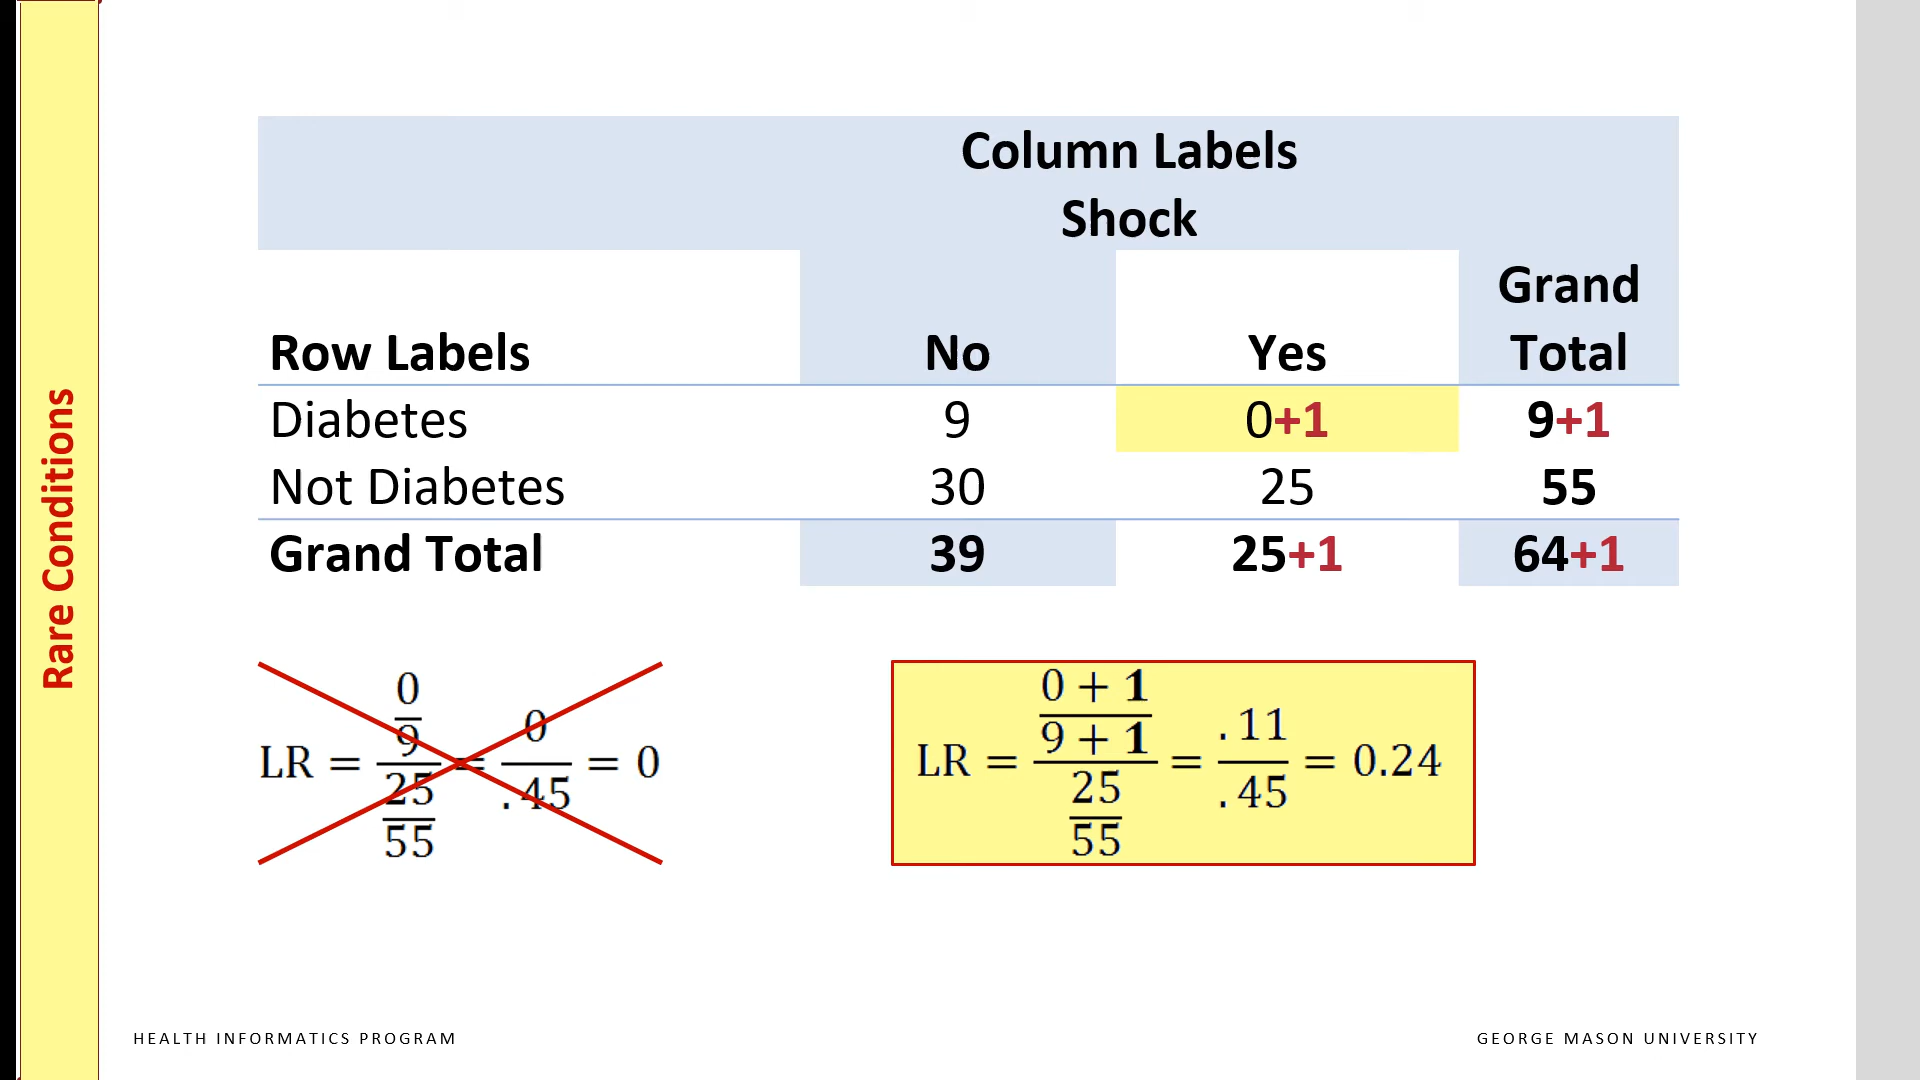 Rare Conditions
Column Labels
Shock
Row Labels No Yes Grand Total
Diabetes 9 0+1 9+1
Not Diabetes 30 25 55
Grand Total 39 25+1 64+1
LR = (0/9)/(25/55) = 0/.45 = 0
LR = ((0 + 1)/(9 + 1))/(25/55) = .11/.45 = 0.24
HEALTH INFORMATICS PROGRAM
GEORGE MASON UNIVERSITY